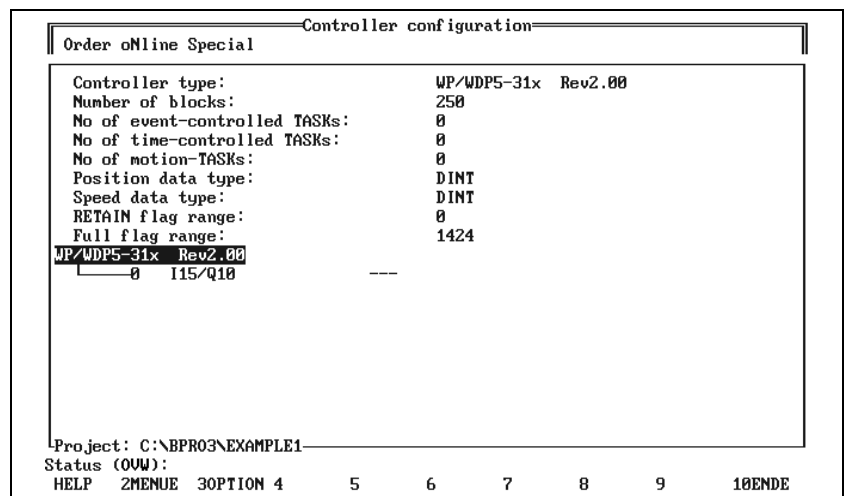 Controller configuration
Order oNline Special
Controller type: WP/WDP5-31x Rev2.00
Number of blocks: 250
No of event-controlled TASKs: 0
No of time-controlled TASKs: 0
No of motion-TASKs: 0
Position data type: DINT
Speed data type: DINT
RETAIN flag range: 0
Full flag range: 1424
WP/WDP5-31x Rev2.00
0 I15/Q10 ---
Project: C:\BPRO3\EXAMPLE1
Status (OVW):
HELP 2MENUE 3OPTION 4 5 6 7 8 9 10ENDE